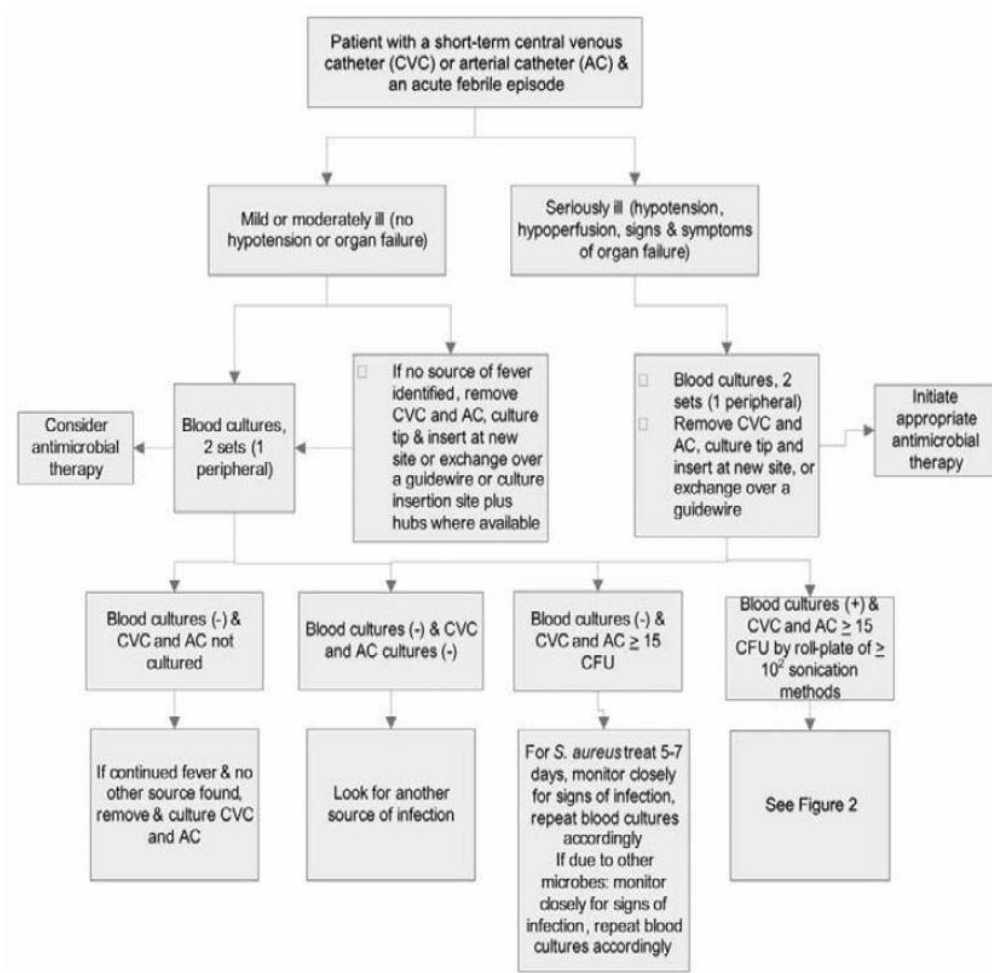 Patient with a short-term central venous
catheter (CVC) or arterial catheter (AC) &
an acute febrile episode
Mild or moderately ill (no
hypotension or organ failure)
Seriously ill (hypotension,
hypoperfusion, signs & symptoms
of organ failure)
Consider
antimicrobial
therapy
Blood cultures,
2 sets (1
peripheral)
If no source of fever
identified, remove
CVC and AC, culture
tip & insert at new
site or exchange over
a guidewire or culture
insertion site plus
hubs where available
Blood cultures, 2
sets (1 peripheral)
Remove CVC and
AC, culture tip and
insert at new site, or
exchange over a
guidewire
Initiate
appropriate
antimicrobial
therapy
Blood cultures (-) &
CVC and AC not
cultured
Blood cultures (-) & CVC
and AC cultures (-)
Blood cultures (-) &
CVC and AC ≥ 15
CFU
Blood cultures (+) &
CVC and AC ≥ 15
CFU by roll-plate of ≥
10² sonication
methods
If continued fever & no
other source found,
remove & culture CVC
and AC
Look for another
source of infection
For S. aureus treat 5-7
days, monitor closely
for signs of infection,
repeat blood cultures
accordingly
If due to other
microbes: monitor
closely for signs of
infection, repeat blood
cultures accordingly
See Figure 2